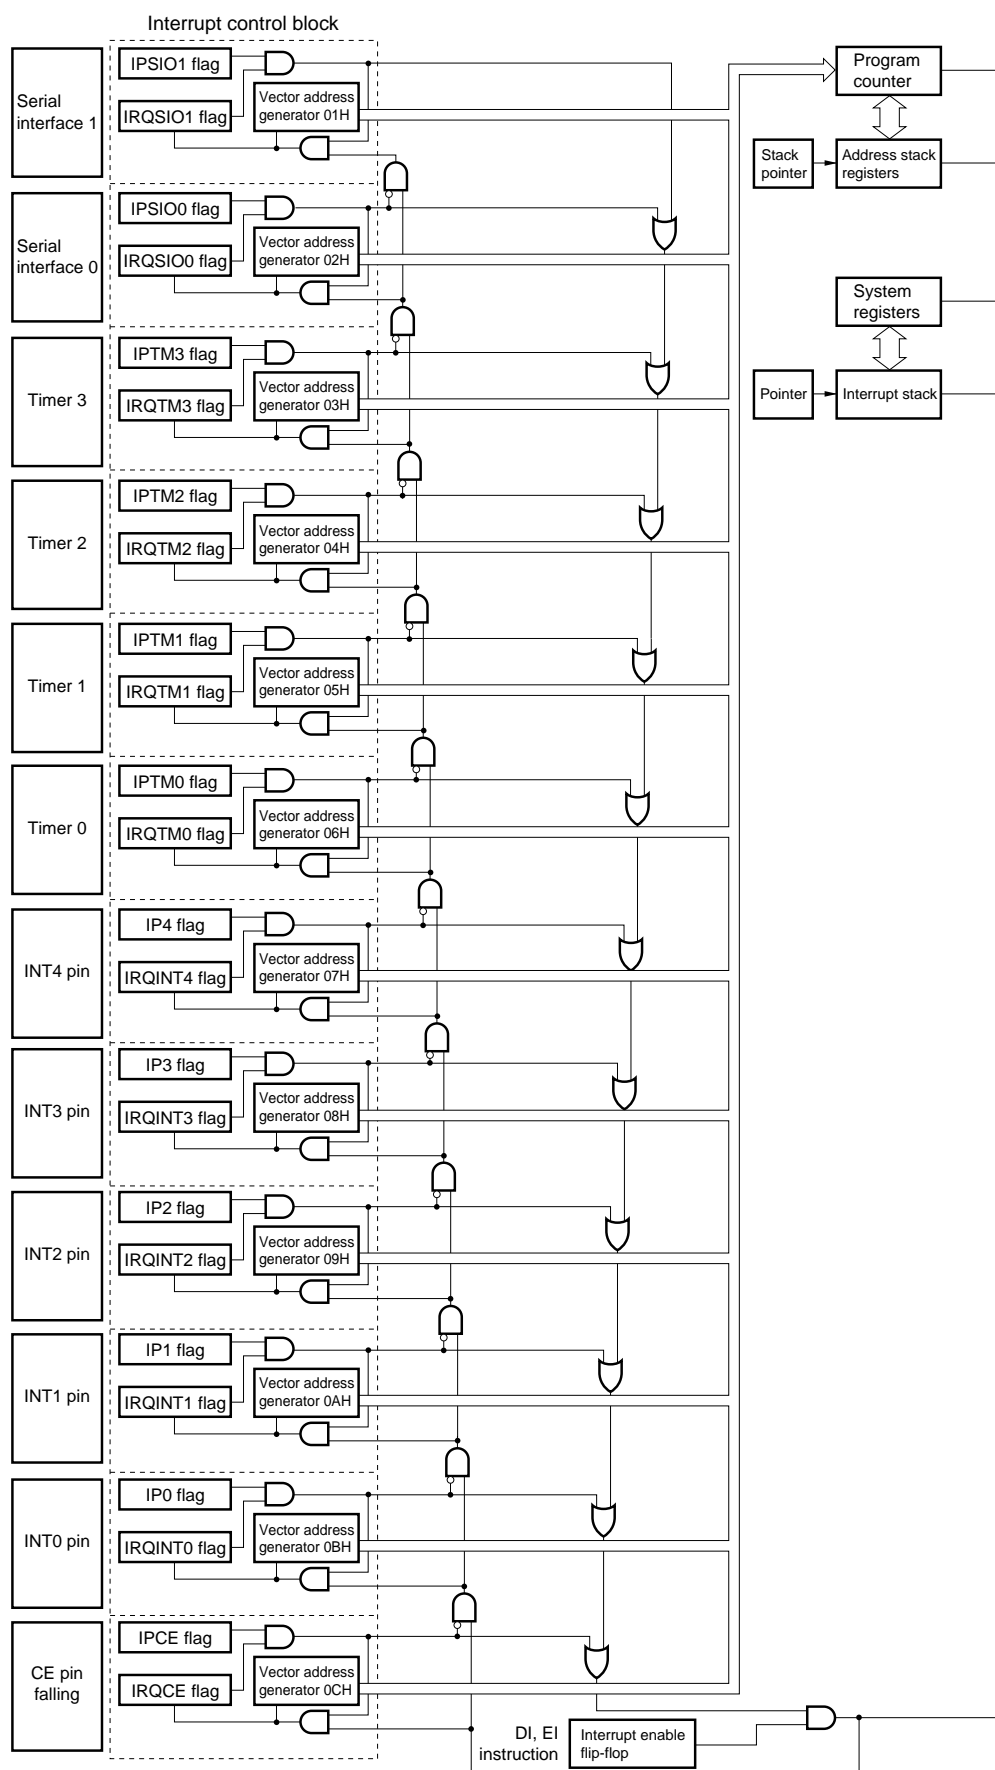 Interrupt control block
Serial
interface 1
IPSIO1 flag
IRQSIO1 flag
Vector address
generator 01H
Program
counter
Stack
pointer
Address stack
registers
Serial
interface 0
IPSIO0 flag
IRQSIO0 flag
Vector address
generator 02H
System
registers
Pointer
Interrupt stack
Timer 3
IPTM3 flag
IRQTM3 flag
Vector address
generator 03H
Timer 2
IPTM2 flag
IRQTM2 flag
Vector address
generator 04H
Timer 1
IPTM1 flag
IRQTM1 flag
Vector address
generator 05H
Timer 0
IPTM0 flag
IRQTM0 flag
Vector address
generator 06H
INT4 pin
IP4 flag
IRQINT4 flag
Vector address
generator 07H
INT3 pin
IP3 flag
IRQINT3 flag
Vector address
generator 08H
INT2 pin
IP2 flag
IRQINT2 flag
Vector address
generator 09H
INT1 pin
IP1 flag
IRQINT1 flag
Vector address
generator 0AH
INT0 pin
IP0 flag
IRQINT0 flag
Vector address
generator 0BH
CE pin
falling
IPCE flag
IRQCE flag
Vector address
generator 0CH
DI, EI
instruction
Interrupt enable
flip-flop